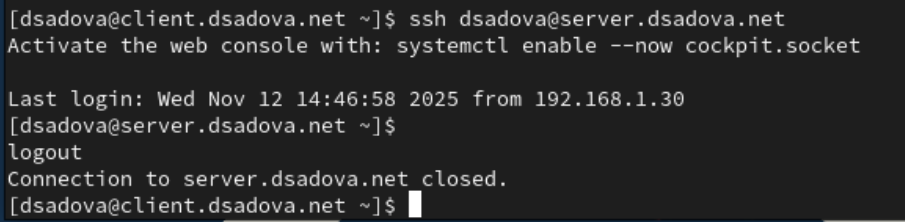 [dsadova@client.dsadova.net ~]$ ssh dsadova@server.dsadova.net
Activate the web console with: systemctl enable --now cockpit.socket

Last login: Wed Nov 12 14:46:58 2025 from 192.168.1.30
[dsadova@server.dsadova.net ~]$
logout
Connection to server.dsadova.net closed.
[dsadova@client.dsadova.net ~]$